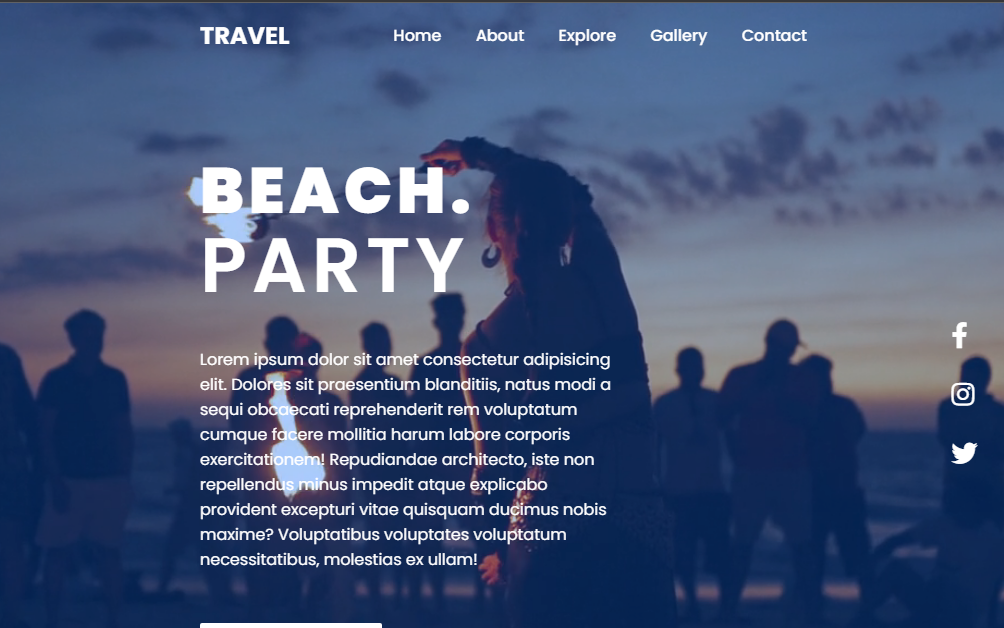 TRAVEL
Home About Explore Gallery Contact
BEACH.
PARTY
Lorem ipsum dolor sit amet consectetur adipisicing
elit. Dolores sit praesentium blanditiis, natus modi a
sequi obcaecati reprehenderit rem voluptatum
cumque facere mollitia harum labore corporis
exercitationem! Repudiandae architecto, iste non
repellendus minus impedit atque explicabo
provident excepturi vitae quisquam ducimus nobis
maxime? Voluptatibus voluptates voluptatum
necessitatibus, molestias ex ullam!